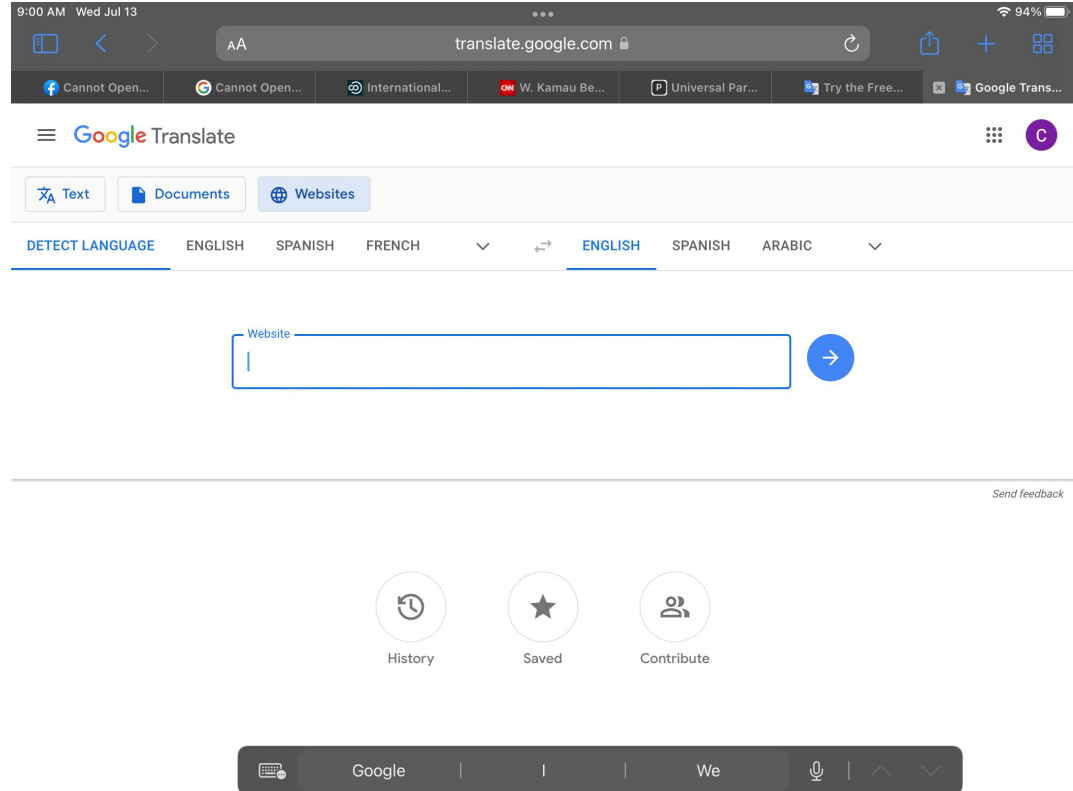 9:00 AM Wed Jul 13 94%
AA translate.google.com
Cannot Open... Cannot Open... International... CNN W. Kamau Be... P Universal Par... Try the Free... Google Trans...
Google Translate C
Text Documents Websites
DETECT LANGUAGE ENGLISH SPANISH FRENCH ENGLISH SPANISH ARABIC
Website
Send feedback
History Saved Contribute
Google I We